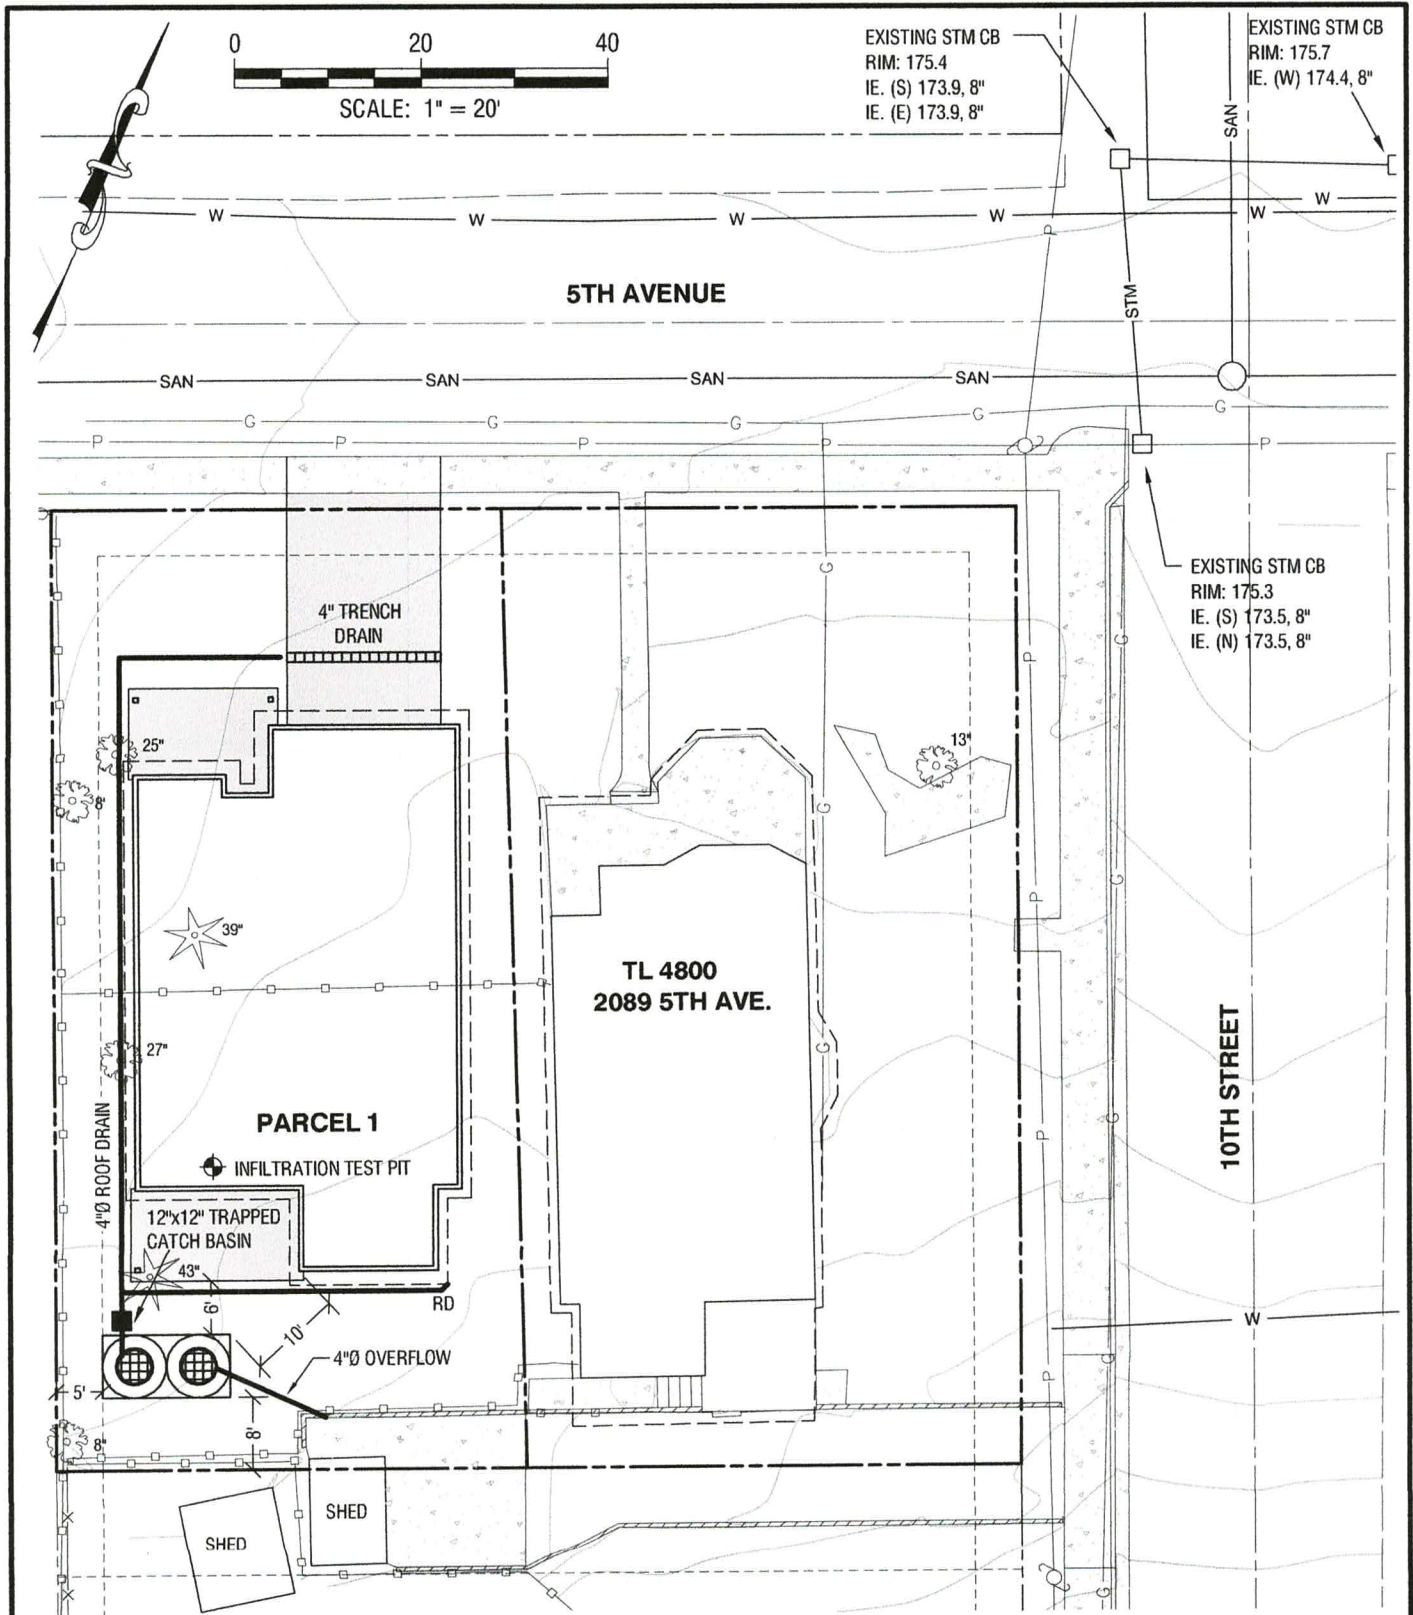 0 20 40
SCALE: 1" = 20'
EXISTING STM CB
RIM: 175.4
IE. (S) 173.9, 8"
IE. (E) 173.9, 8"
EXISTING STM CB
RIM: 175.7
IE. (W) 174.4, 8"
SAN
W W W W W W
P
5TH AVENUE
STM
SAN SAN SAN SAN
G G G G G
P P P P P
EXISTING STM CB
RIM: 175.3
IE. (S) 173.5, 8"
IE. (N) 173.5, 8"
4" TRENCH
DRAIN
G
G
P
25"
8'
13"
G
G
P
39"
TL 4800
2089 5TH AVE.
27"
G
10TH STREET
4"Ø ROOF DRAIN
PARCEL 1
INFILTRATION TEST PIT
G
P
12"x12" TRAPPED
CATCH BASIN
43"
6'
RD
10'
W
4"Ø OVERFLOW
G
P
5'
8'
8"
SHED
SHED
G